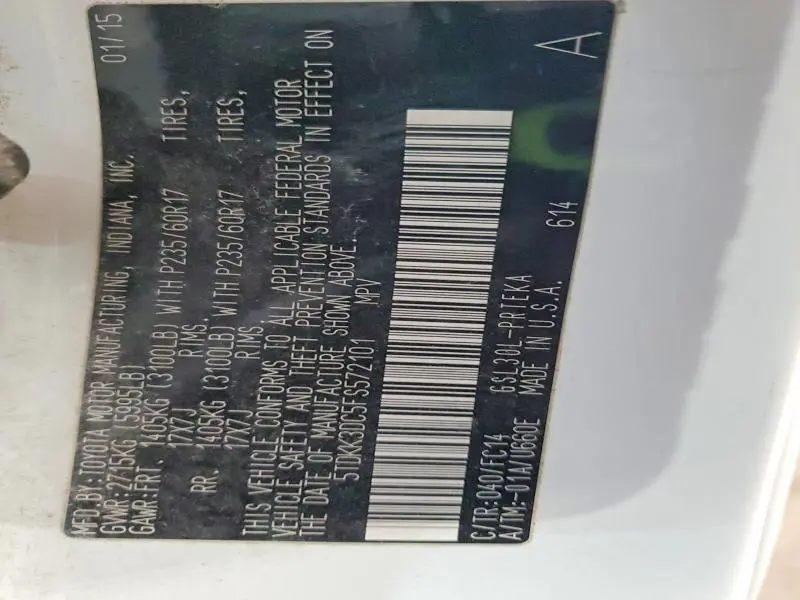 MFD.BY:TOYOTA MOTOR MANUFACTURING, INDIANA, INC. 01/15
GVWR:2715KG (5995LB)
GAWR:FRT. 1405KG (3100LB) WITH P235/60R17 TIRES,
17X7J RIMS.
RR. 1405KG (3100LB) WITH P235/60R17 TIRES,
17X7J RIMS.
THIS VEHICLE CONFORMS TO ALL APPLICABLE FEDERAL MOTOR
VEHICLE SAFETY AND THEFT PREVENTION STANDARDS IN EFFECT ON
THE DATE OF MANUFACTURE SHOWN ABOVE.
5TDKK3DC5FS572101 MPV
C/TR:040/FC14 GSL30L-PRTEKA A
A/TM:-01A/U660E MADE IN U.S.A.
614